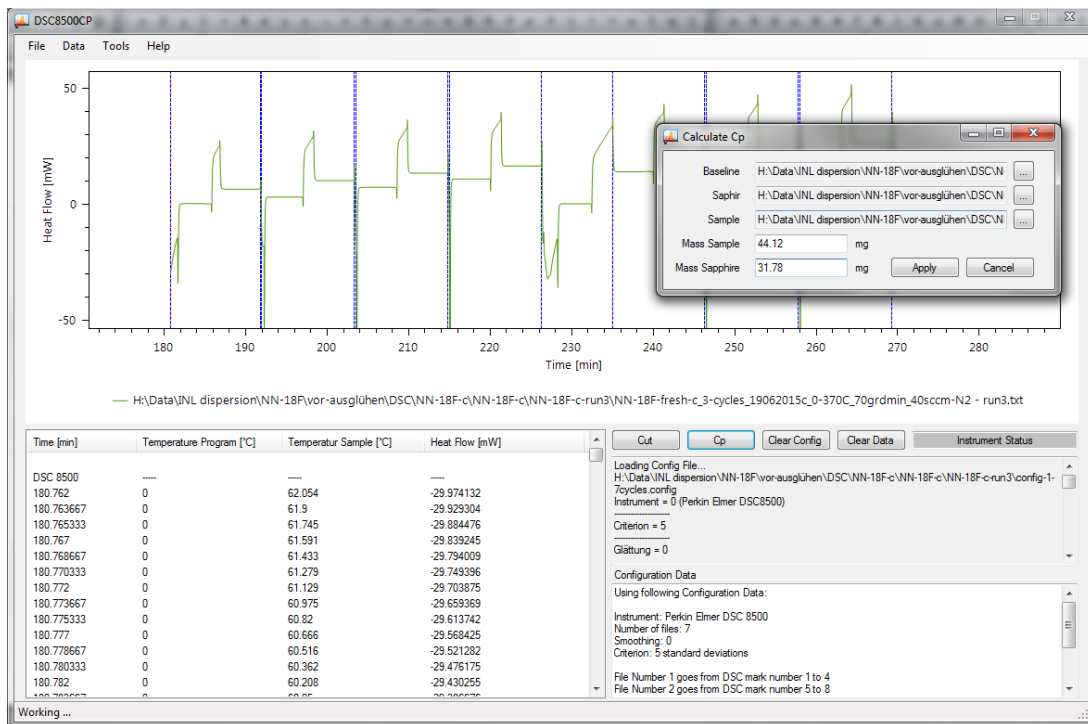 DSC8500CP
File Data Tools Help
50
0
-50
Heat Flow [mW]
180 190 200 210 220 230 240 250 260 270 280
Time [min]
H:\Data\INL dispersion\NN-18F\vor-ausglühen\DSC\NN-18F-c\NN-18F-c\NN-18F-c-run3\NN-18F-fresh-c_3-cycles_19062015c_0-370C_70grdmin_40sccm-N2 - run3.txt
Calculate Cp
Baseline H:\Data\INL dispersion\NN-18F\vor-ausglühen\DSC\N ...
Saphir H:\Data\INL dispersion\NN-18F\vor-ausglühen\DSC\N ...
Sample H:\Data\INL dispersion\NN-18F\vor-ausglühen\DSC\N ...
Mass Sample 44.12 mg
Mass Sapphire 31.78 mg Apply Cancel
Time [min] Temperature Program [°C] Temperatur Sample [°C] Heat Flow [mW]
DSC 8500 ----- ----- -----
180.762 0 62.054 -29.974132
180.763667 0 61.9 -29.929304
180.765333 0 61.745 -29.884476
180.767 0 61.591 -29.839245
180.768667 0 61.433 -29.794009
180.770333 0 61.279 -29.749396
180.772 0 61.129 -29.703875
180.773667 0 60.975 -29.659369
180.775333 0 60.82 -29.613742
180.777 0 60.666 -29.568425
180.778667 0 60.516 -29.521282
180.780333 0 60.362 -29.476175
180.782 0 60.208 -29.430255
Cut Cp Clear Config Clear Data Instrument Status
Loading Config File...
H:\Data\INL dispersion\NN-18F\vor-ausglühen\DSC\NN-18F-c\NN-18F-c\NN-18F-c-run3\config-1-
7cycles.config
Instrument = 0 (Perkin Elmer DSC8500)
--------------------
Criterion = 5
--------------------
Glättung = 0
Configuration Data
Using following Configuration Data:
Instrument: Perkin Elmer DSC 8500
Number of files: 7
Smoothing: 0
Criterion: 5 standard deviations
File Number 1 goes from DSC mark number 1 to 4
File Number 2 goes from DSC mark number 5 to 8
Working ...